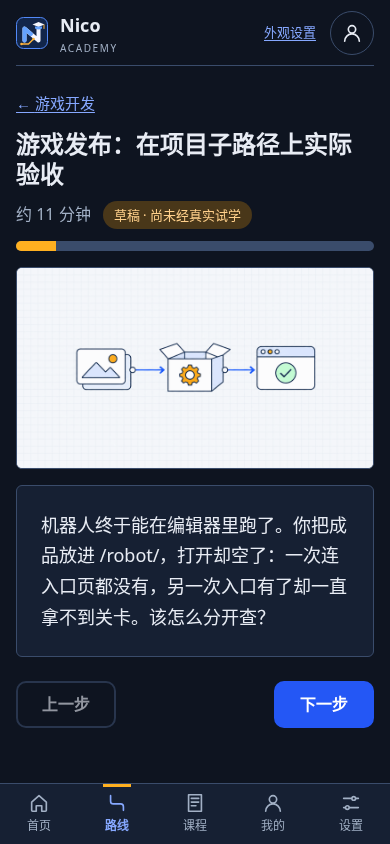 Nico
ACADEMY
外观设置
← 游戏开发
游戏发布：在项目子路径上实际
验收
约 11 分钟
草稿 · 尚未经真实试学
机器人终于能在编辑器里跑了。你把成
品放进 /robot/，打开却空了：一次连
入口页都没有，另一次入口有了却一直
拿不到关卡。该怎么分开查？
上一步
下一步
首页
路线
课程
我的
设置